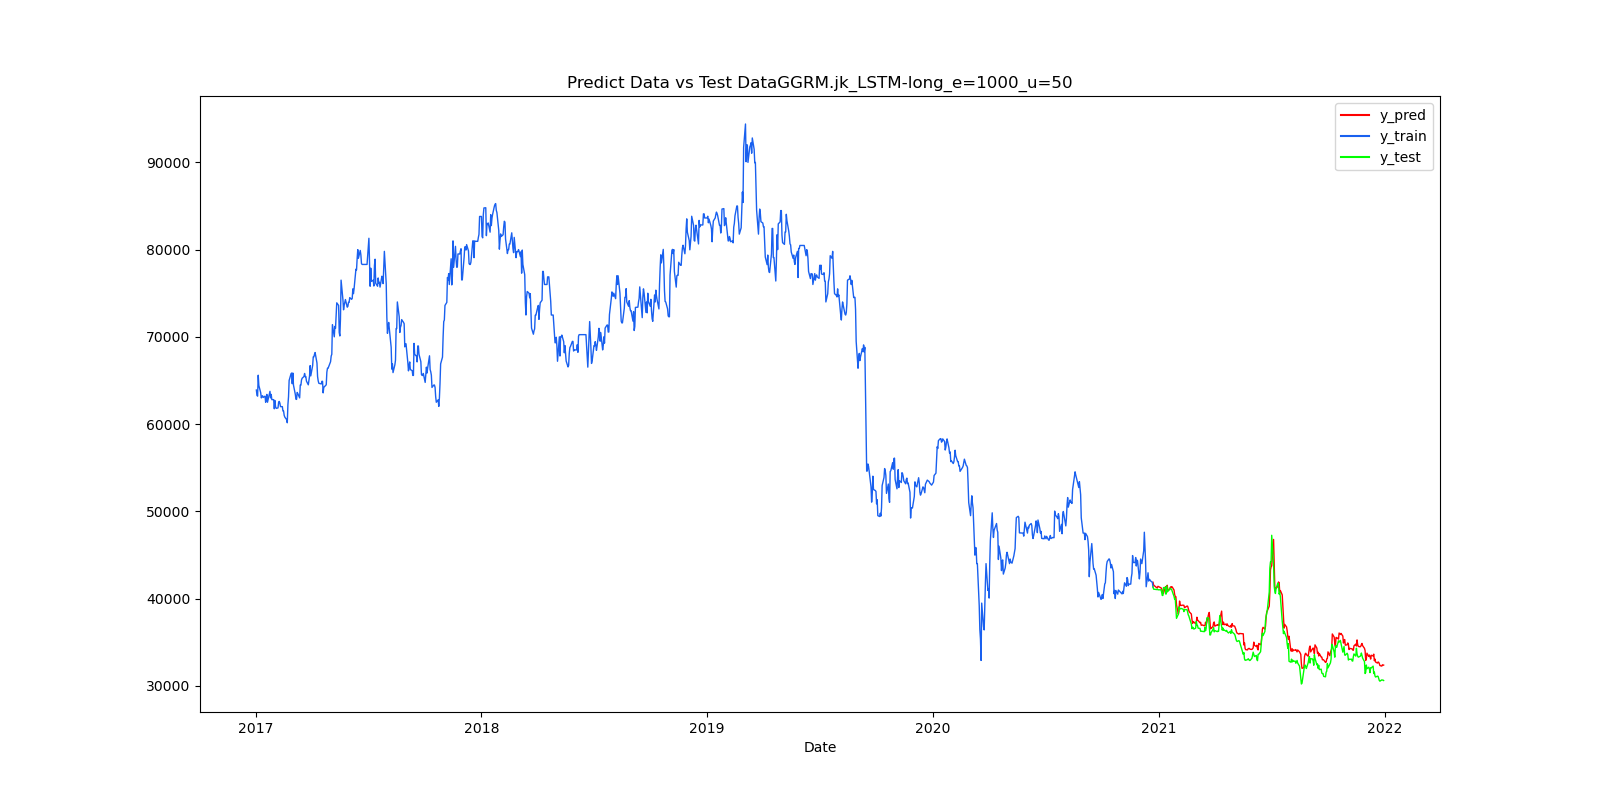 Predict Data vs Test DataGGRM.jk_LSTM-long_e=1000_u=50
y_pred
y_train
y_test
90000
80000
70000
60000
50000
40000
30000
2017 2018 2019 2020 2021 2022
Date